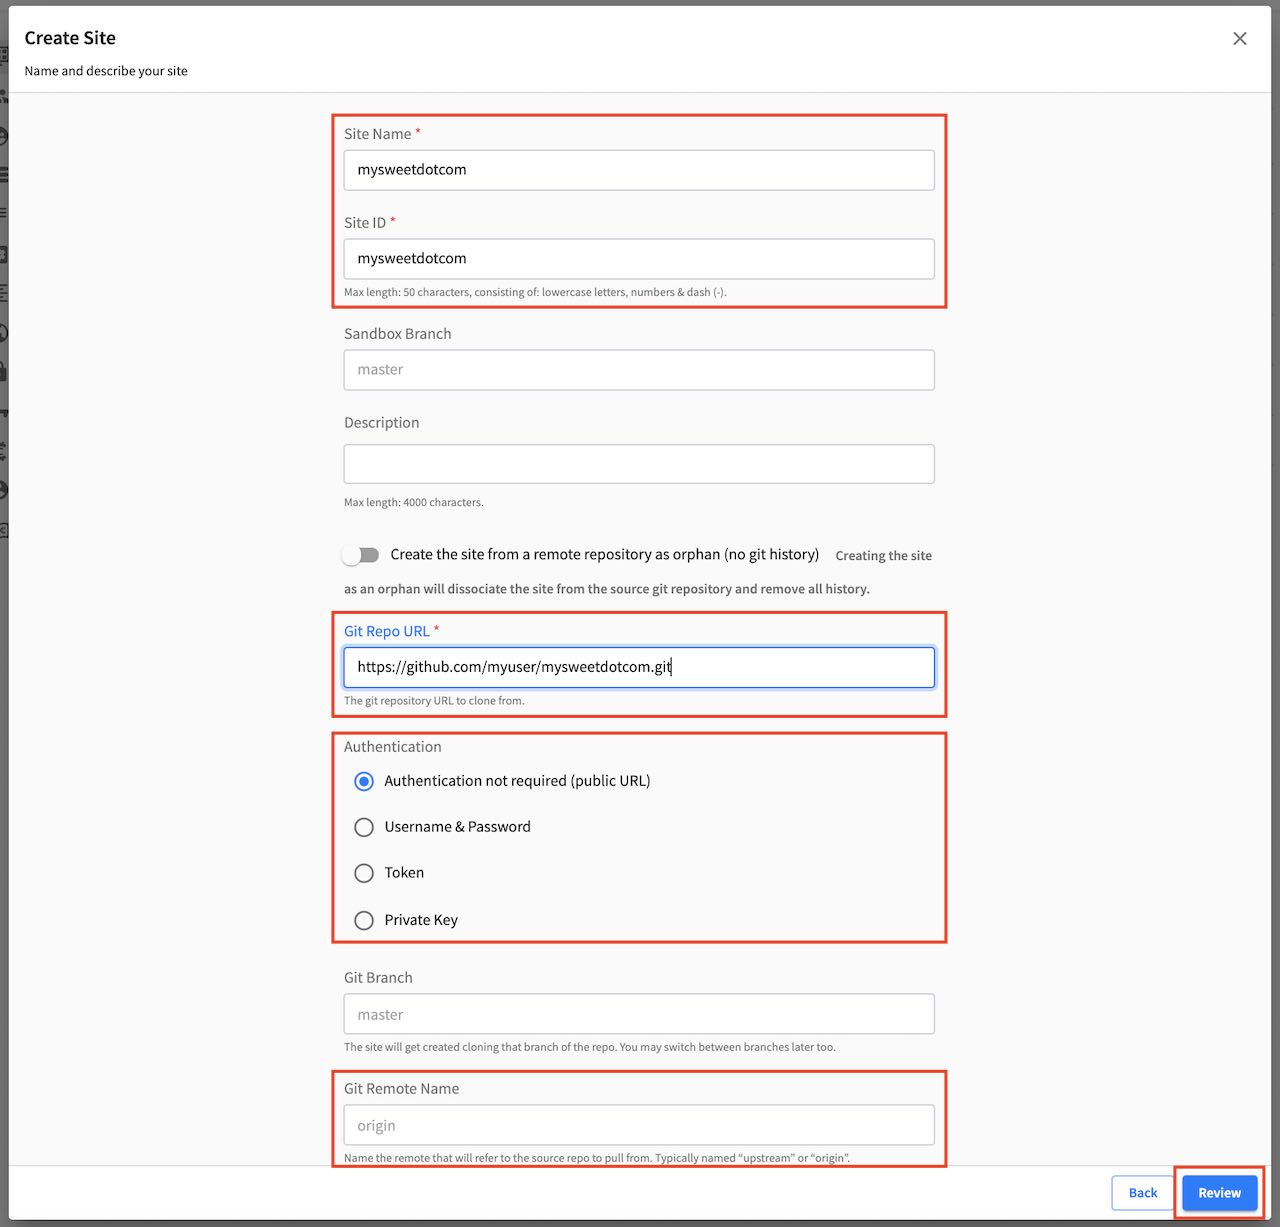 Create Site
Name and describe your site
Site Name *
mysweetdotcom
Site ID *
mysweetdotcom
Max length: 50 characters, consisting of: lowercase letters, numbers & dash (-).
Sandbox Branch
master
Description
Max length: 4000 characters.
Create the site from a remote repository as orphan (no git history) Creating the site
as an orphan will dissociate the site from the source git repository and remove all history.
Git Repo URL *
https://github.com/myuser/mysweetdotcom.git
The git repository URL to clone from.
Authentication
Authentication not required (public URL)
Username & Password
Token
Private Key
Git Branch
master
The site will get created cloning that branch of the repo. You may switch between branches later too.
Git Remote Name
origin
Name the remote that will refer to the source repo to pull from. Typically named “upstream” or “origin”.
Back Review